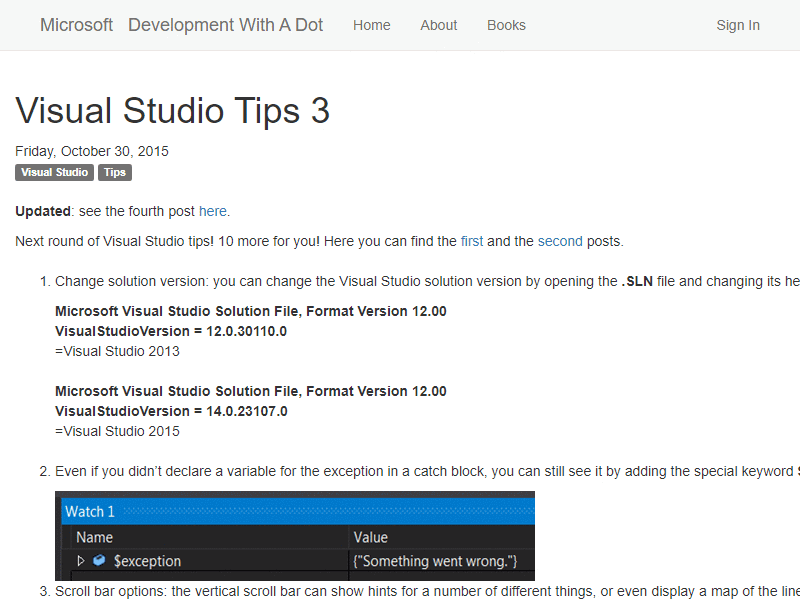 Microsoft Development With A Dot Home About Books Sign In
Visual Studio Tips 3
Friday, October 30, 2015
Visual Studio Tips
Updated: see the fourth post here.
Next round of Visual Studio tips! 10 more for you! Here you can find the first and the second posts.
1. Change solution version: you can change the Visual Studio solution version by opening the .SLN file and changing its
Microsoft Visual Studio Solution File, Format Version 12.00
VisualStudioVersion = 12.0.30110.0
=Visual Studio 2013
Microsoft Visual Studio Solution File, Format Version 12.00
VisualStudioVersion = 14.0.23107.0
=Visual Studio 2015
2. Even if you didn’t declare a variable for the exception in a catch block, you can still see it by adding the special keyword
Watch 1
Name Value
$exception {"Something went wrong."}
3. Scroll bar options: the vertical scroll bar can show hints for a number of different things, or even display a map of the